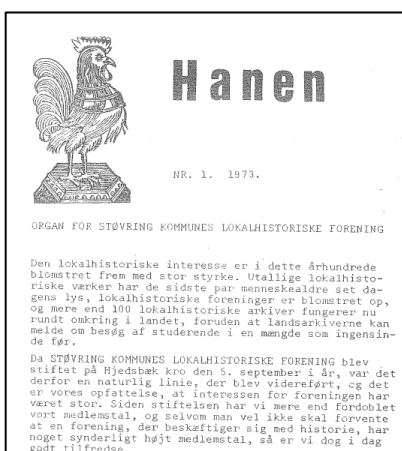 Hanen
NR. 1. 1973.
ORGAN FOR STØVRING KOMMUNES LOKALHISTORISKE FORENING
Den lokalhistoriske interesse er i dette århundrede
blomstret frem med stor styrke. Utallige lokalhisto-
riske værker har de sidste par menneskealdre set da-
gens lys, lokalhistoriske foreninger er blomstret op,
og mere end 100 lokalhistoriske arkiver fungerer nu
rundt omkring i landet, foruden at landsarkiverne kan
melde om besøg af studerende i en mængde som ingensin-
de før.
Da STØVRING KOMMUNES LOKALHISTORISKE FORENING blev
stiftet på Hjedsbæk kro den 5. september i år, var det
derfor en naturlig linie, der blev videreført, og det
er vores opfattelse, at interessen for foreningen har
været stor. Siden stiftelsen har vi mere end fordoblet
vort medlemstal, og selvom man vel ikke skal forvente
at en forening, der beskæftiger sig med historie, har
noget synderligt højt medlemstal, så er vi dog i dag
godt tilfredse.